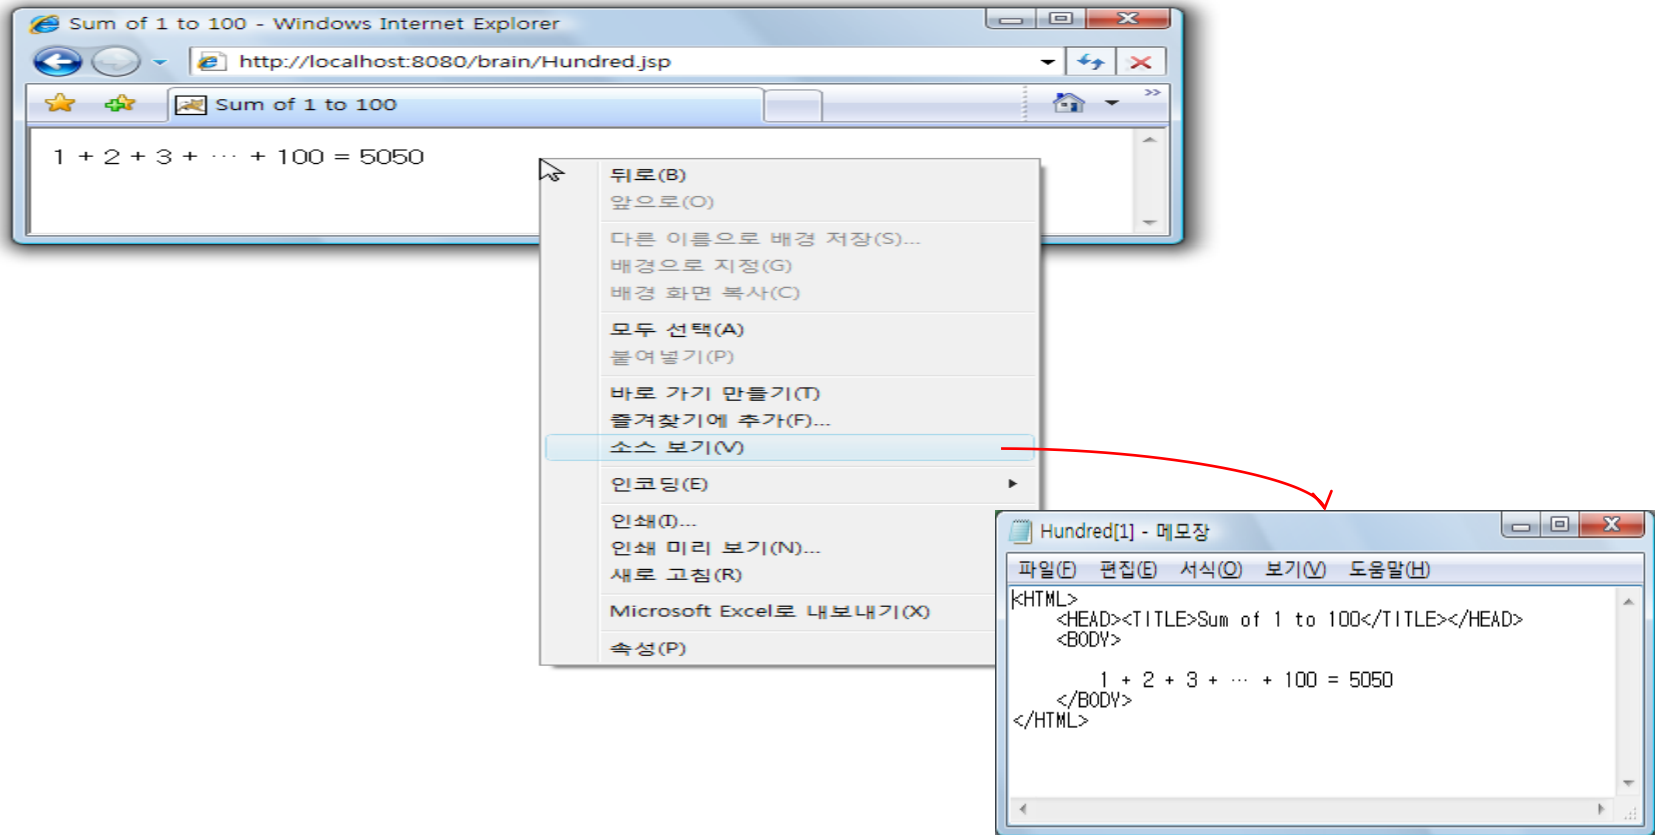 Sum of 1 to 100 - Windows Internet Explorer
http://localhost:8080/brain/Hundred.jsp
Sum of 1 to 100
1 + 2 + 3 + ··· + 100 = 5050
뒤로(B)
앞으로(O)
다른 이름으로 배경 저장(S)...
배경으로 지정(G)
배경 화면 복사(C)
모두 선택(A)
붙여넣기(P)
바로 가기 만들기(T)
즐겨찾기에 추가(F)...
소스 보기(V)
인코딩(E)
인쇄(I)...
인쇄 미리 보기(N)...
새로 고침(R)
Microsoft Excel로 내보내기(X)
속성(P)
Hundred[1] - 메모장
파일(F) 편집(E) 서식(O) 보기(V) 도움말(H)
<HTML>
<HEAD><TITLE>Sum of 1 to 100</TITLE></HEAD>
<BODY>
1 + 2 + 3 + ··· + 100 = 5050
</BODY>
</HTML>